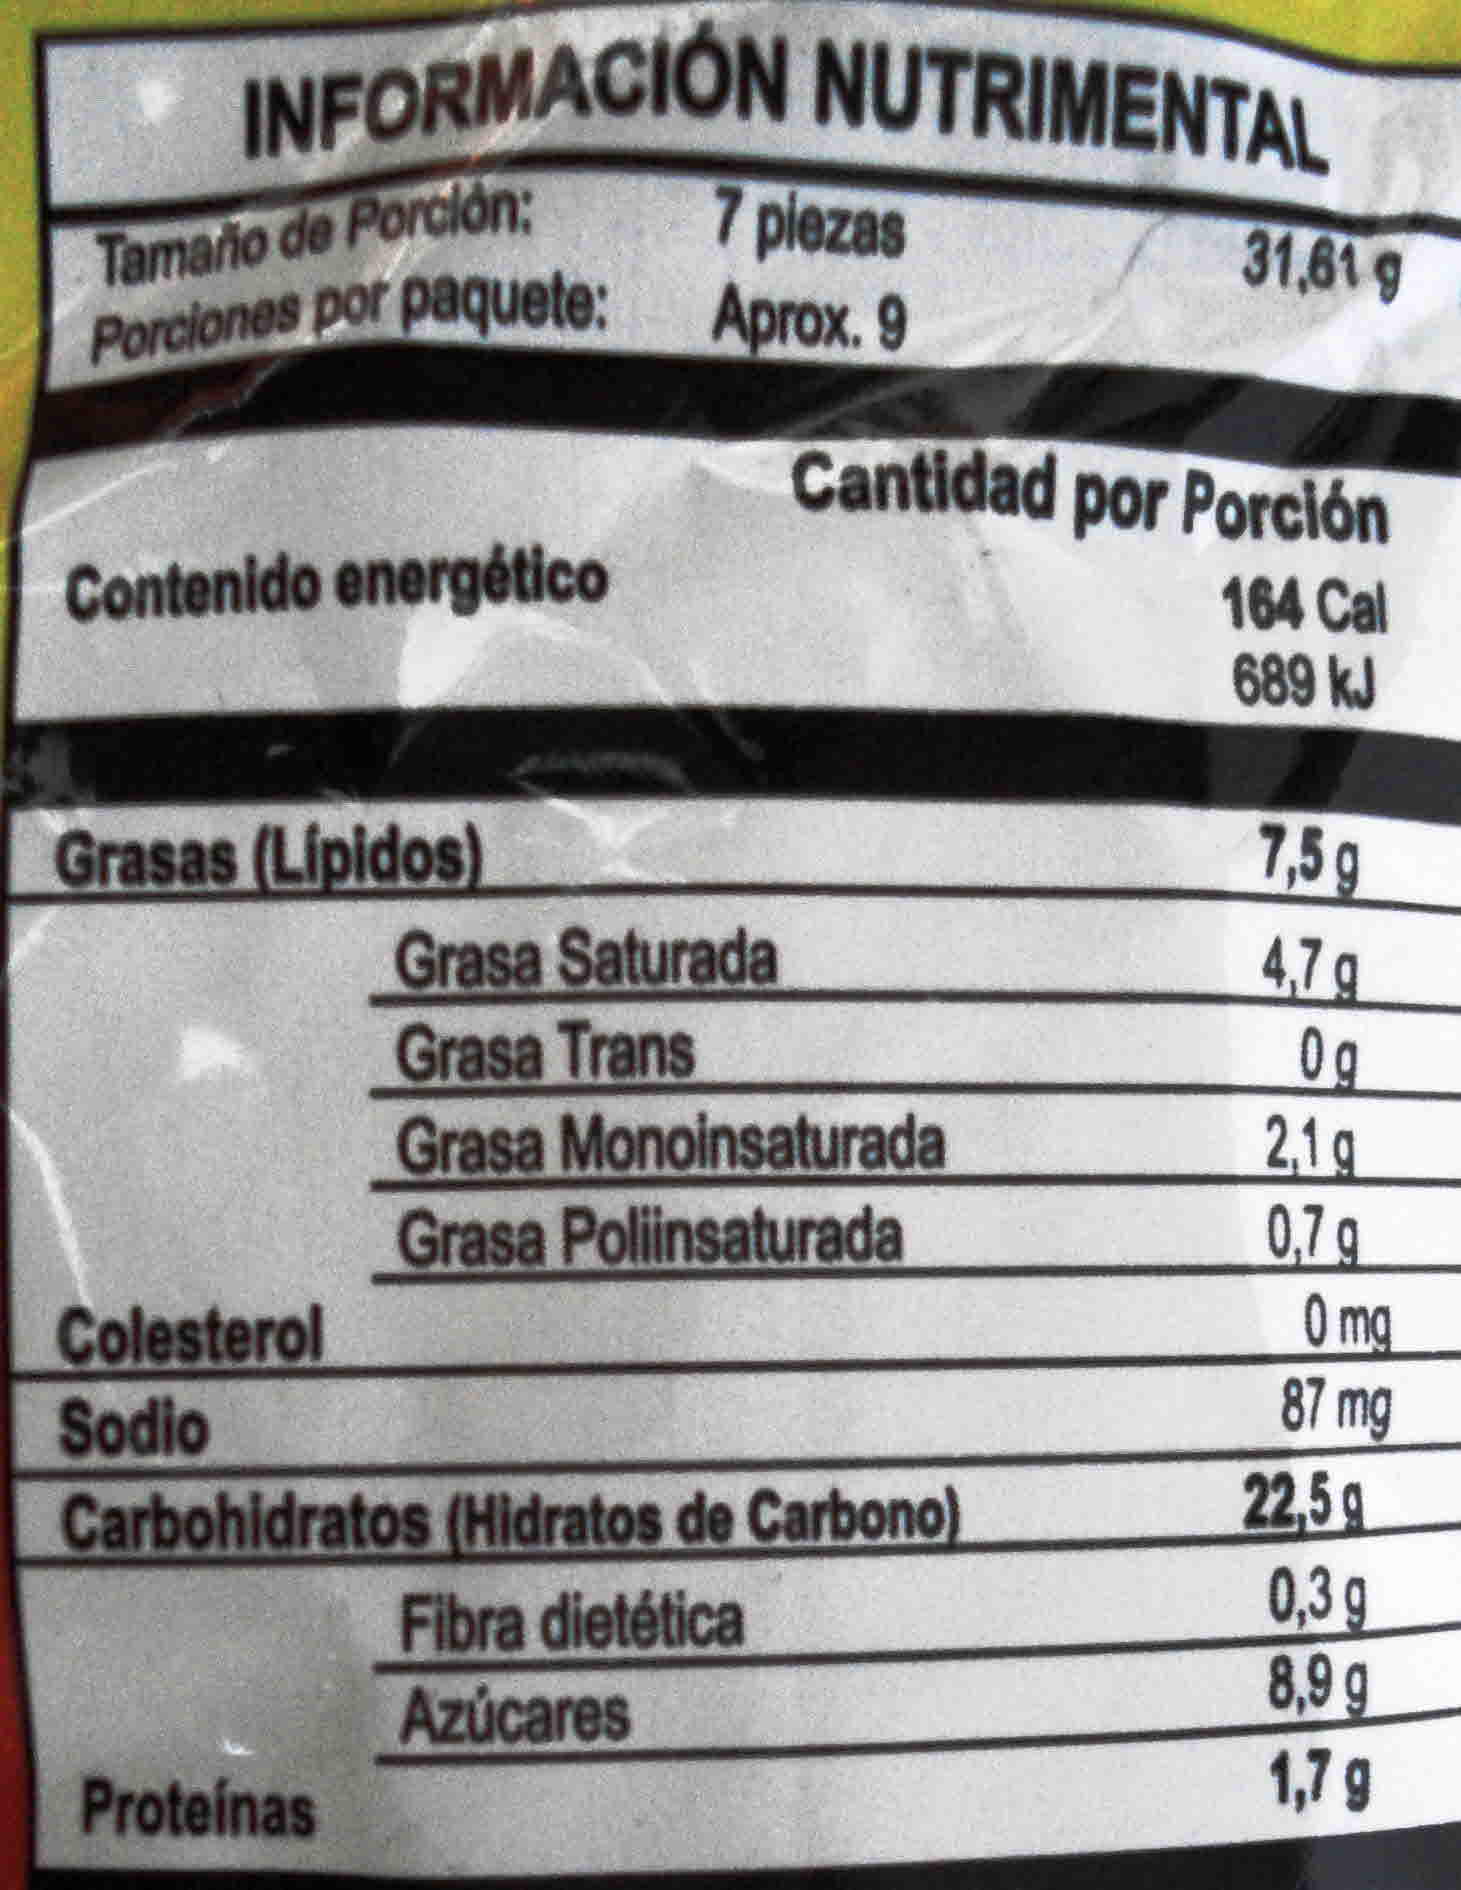 INFORMACIÓN NUTRIMENTAL
Tamaño de Porción: 7 piezas 31,61 g
Porciones por paquete: Aprox. 9
Cantidad por Porción
Contenido energético 164 Cal
689 kJ
Grasas (Lípidos) 7,5 g
Grasa Saturada 4,7 g
Grasa Trans 0 g
Grasa Monoinsaturada 2,1 g
Grasa Poliinsaturada 0,7 g
Colesterol 0 mg
Sodio 87 mg
Carbohidratos (Hidratos de Carbono) 22,5 g
Fibra dietética 0,3 g
Azúcares 8,9 g
Proteínas 1,7 g